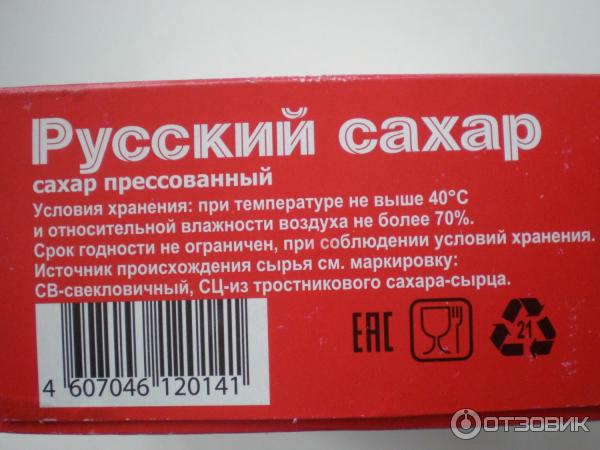 Русский сахар
сахар прессованный
Условия хранения: при температуре не выше 40°С
и относительной влажности воздуха не более 70%.
Срок годности не ограничен, при соблюдении условий хранения.
Источник происхождения сырья см. маркировку:
СВ-свекловичный, СЦ-из тростникового сахара-сырца.
EAC
21
4 607046 120141
ОТЗОВИК